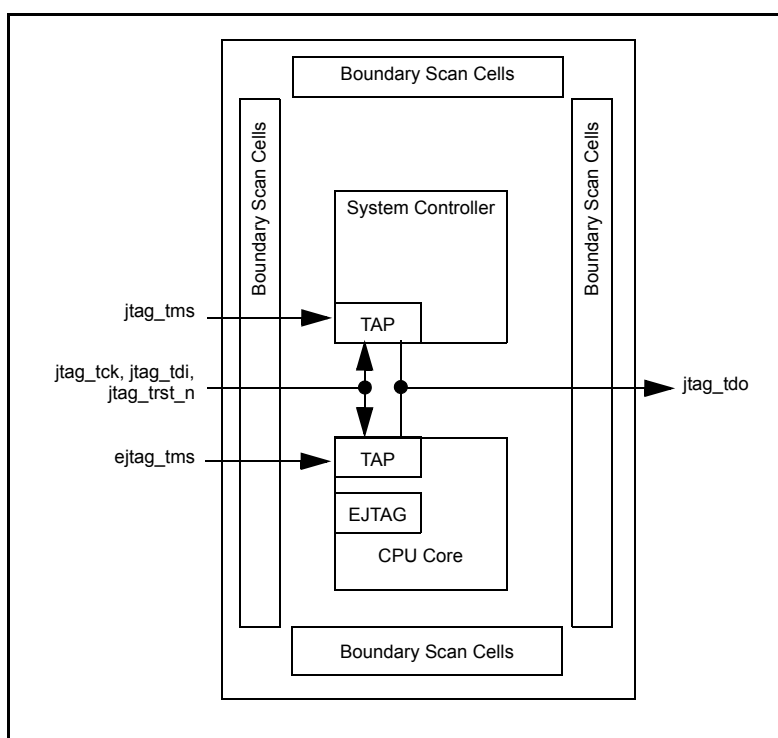 Boundary Scan Cells
Boundary Scan Cells
Boundary Scan Cells
System Controller
jtag_tms
TAP
jtag_tck, jtag_tdi,
jtag_trst_n
jtag_tdo
ejtag_tms
TAP
EJTAG
CPU Core
Boundary Scan Cells